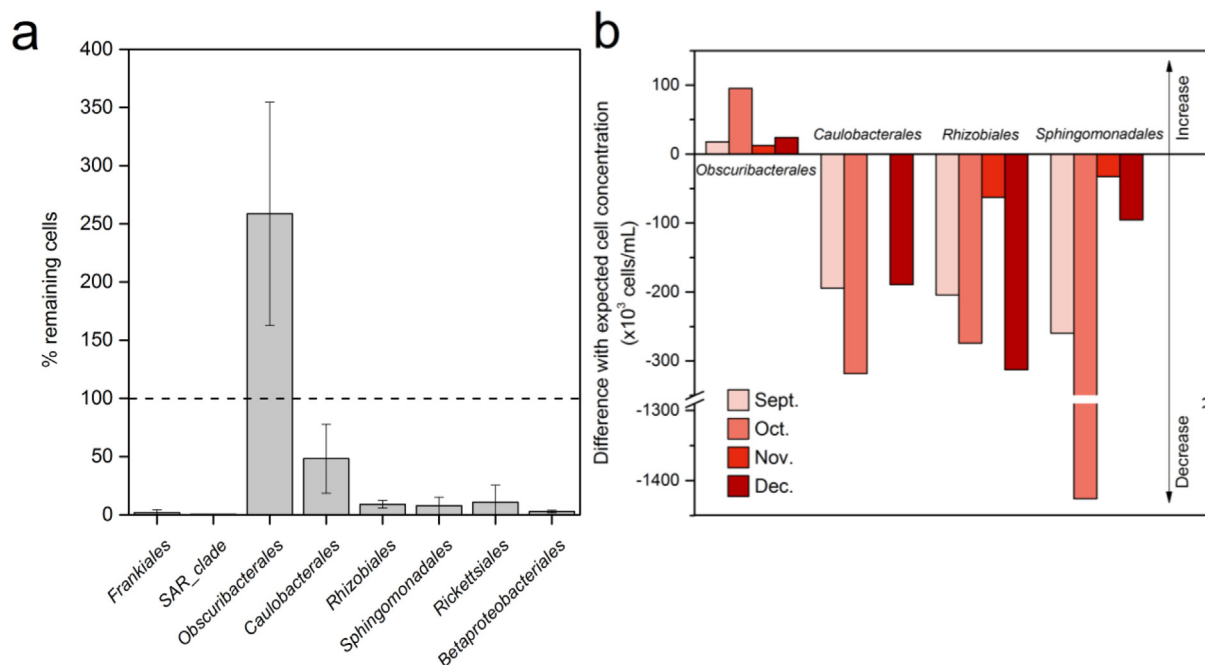 a
400
350
300
250
200
150
100
50
0
% remaining cells
Frankiales
SAR_clade
Obscuribacterales
Caulobacterales
Rhizobiales
Sphingomonadales
Rickettsiales
Betaproteobacteriales
b
Difference with expected cell concentration
(x10³ cells/mL)
100
0
-100
-200
-300
-1300
-1400
Obscuribacterales
Caulobacterales
Rhizobiales
Sphingomonadales
Increase
Decrease
Sept.
Oct.
Nov.
Dec.